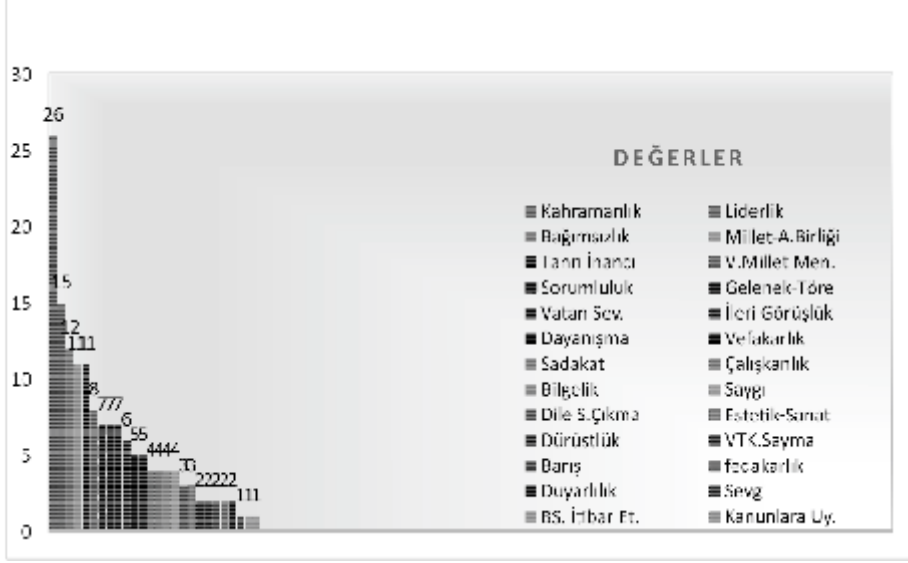 30
26
25
DEĞERLER
Kahramanlık Liderlik
20
Bağımsızlık Millet-A.Birliği
Tanrı İnancı V.Millet Men.
15
Sorumluluk Gelenek-Töre
15
Vatan Sev. İleri Görüşlük
12
1111
Dayanışma Vefakarlık
10
Sadakat Çalışkanlık
8
Bilgelik Saygı
777
6
Dile S.Çıkma Estetik-Sanat
55
Dürüstlük VTK.Sayma
5
4444
33
Barış fedakarlık
22222
Duyarlılık Sevg
111
0
RS. İtibar Et. Kanunlara Uy.